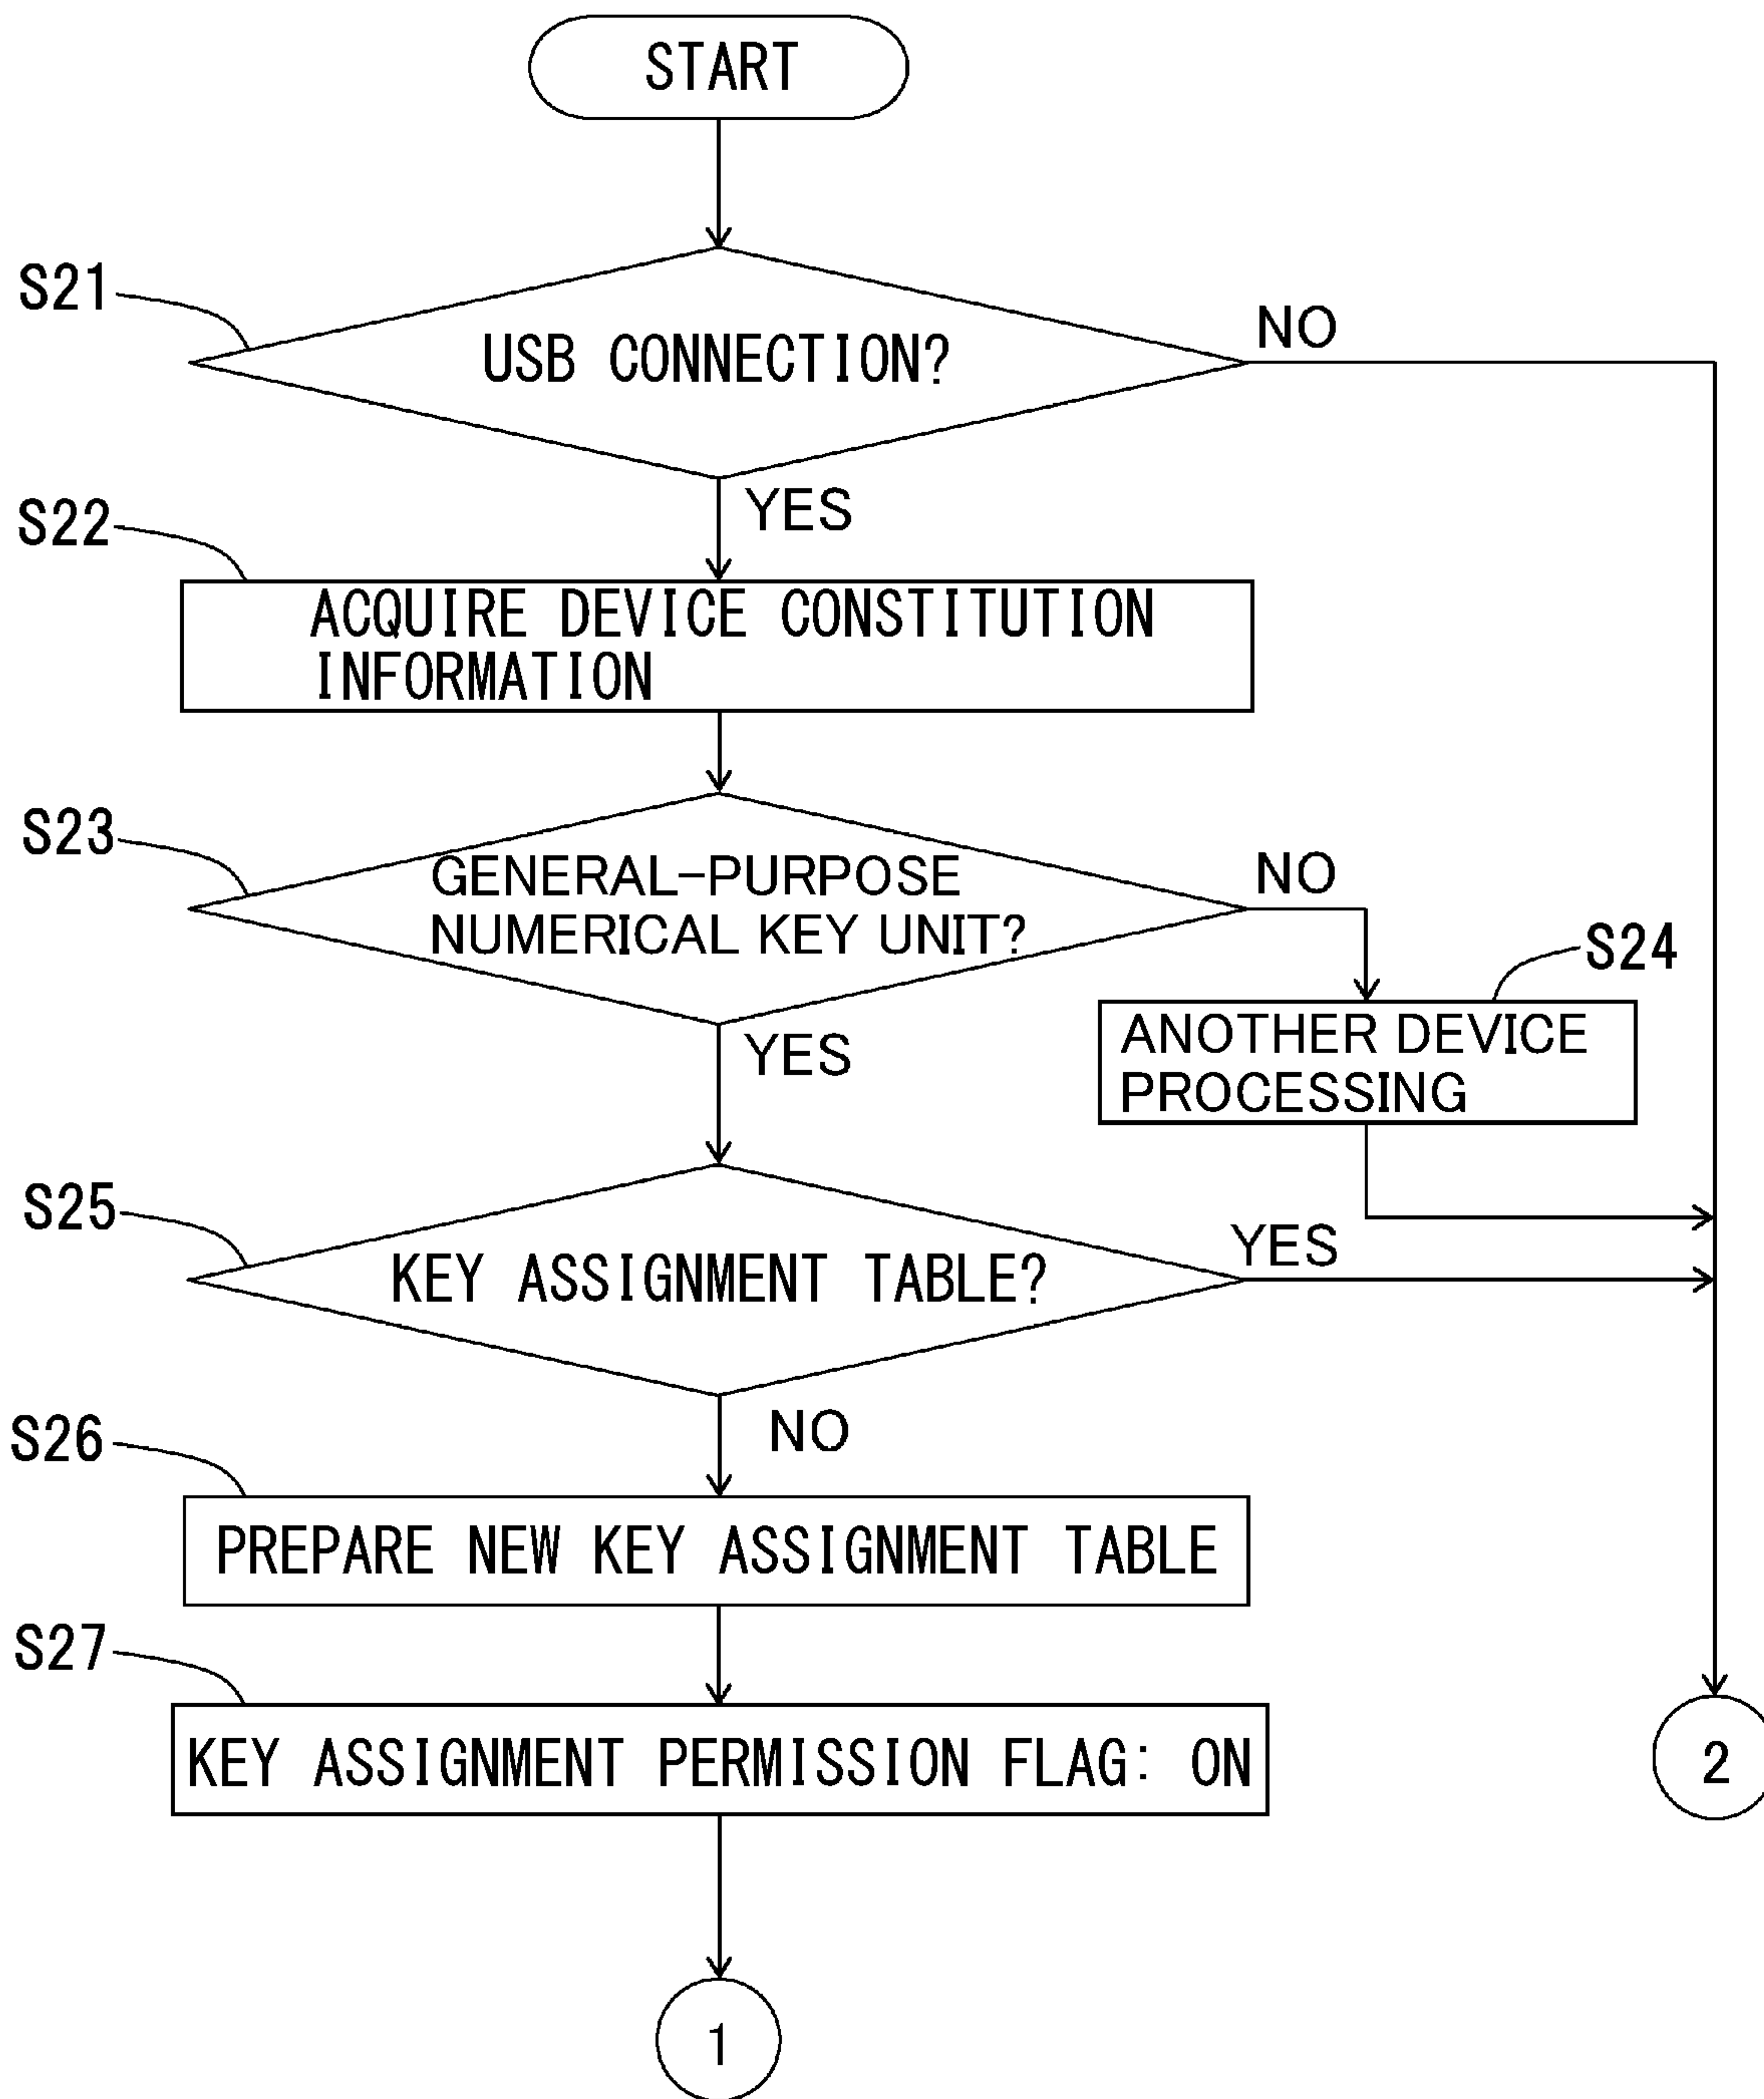 START
S21
USB CONNECTION?
NO
YES
S22
ACQUIRE DEVICE CONSTITUTION
INFORMATION
S23
GENERAL-PURPOSE
NUMERICAL KEY UNIT?
NO
S24
ANOTHER DEVICE
PROCESSING
YES
S25
KEY ASSIGNMENT TABLE?
YES
NO
S26
PREPARE NEW KEY ASSIGNMENT TABLE
S27
KEY ASSIGNMENT PERMISSION FLAG: ON
2
1